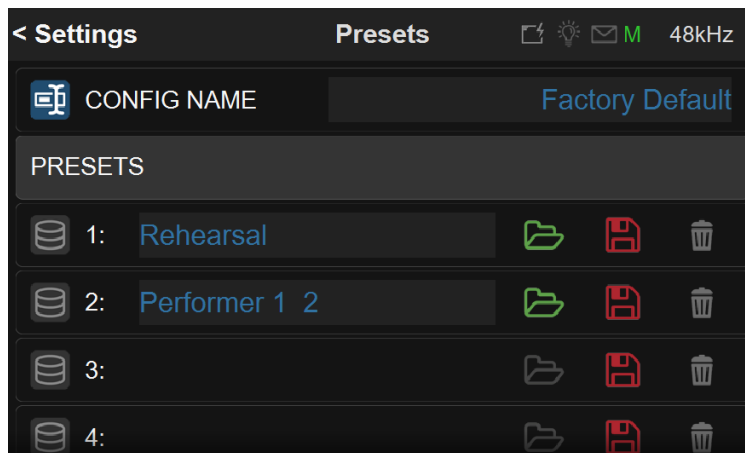 < Settings Presets M 48kHz
CONFIG NAME Factory Default
PRESETS
1: Rehearsal
2: Performer 1  2
3:
4: